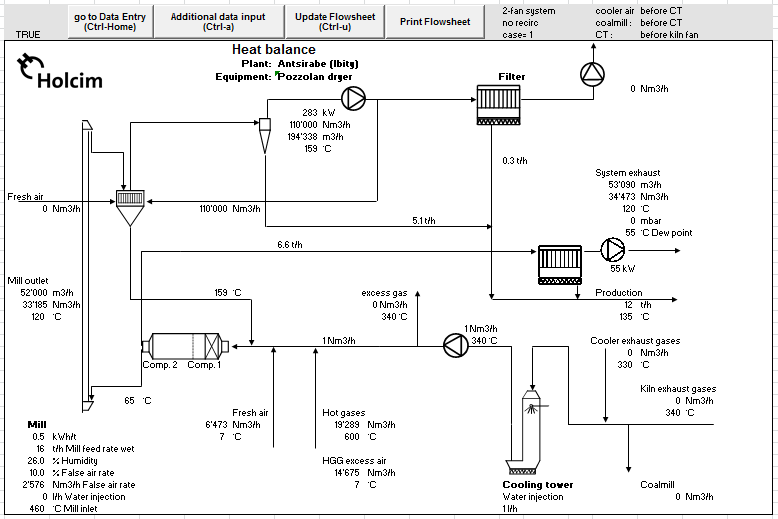 TRUE
go to Data Entry
(Ctrl-Home)
Additional data input
(Ctrl-a)
Update Flowsheet
(Ctrl-u)
Print Flowsheet
2-fan system
no recirc
case= 1
cooler air before CT
coalmill : before CT
CT : before kiln fan
Holcim
Heat balance
Plant: Antsirabe (Ibity)
Equipment: Pozzolan dryer
283 kW
110'000 Nm3/h
194'338 m3/h
159 °C
Filter
0 Nm3/h
0.3 t/h
System exhaust
53'090 m3/h
34'473 Nm3/h
120 °C
0 mbar
55 °C Dew point
Fresh air
0 Nm3/h
110'000 Nm3/h
5.1 t/h
6.6 t/h
55 kW
Mill outlet
52'000 m3/h
33'185 Nm3/h
120 °C
159 °C
excess gas
0 Nm3/h
340 °C
Production
12 t/h
135 °C
1 Nm3/h
340 °C
1 Nm3/h
Cooler exhaust gases
0 Nm3/h
330 °C
Comp. 2 Comp. 1
65 °C
Kiln exhaust gases
0 Nm3/h
340 °C
Fresh air
6'473 Nm3/h
7 °C
Hot gases
19'289 Nm3/h
600 °C
Mill
0.5 kWh/t
16 t/h Mill feed rate wet
26.0 % Humidity
10.0 % False air rate
2'576 Nm3/h False air rate
0 l/h Water injection
460 °C Mill inlet
HGG excess air
14'675 Nm3/h
7 °C
Cooling tower
Water injection
1 l/h
Coalmill
0 Nm3/h